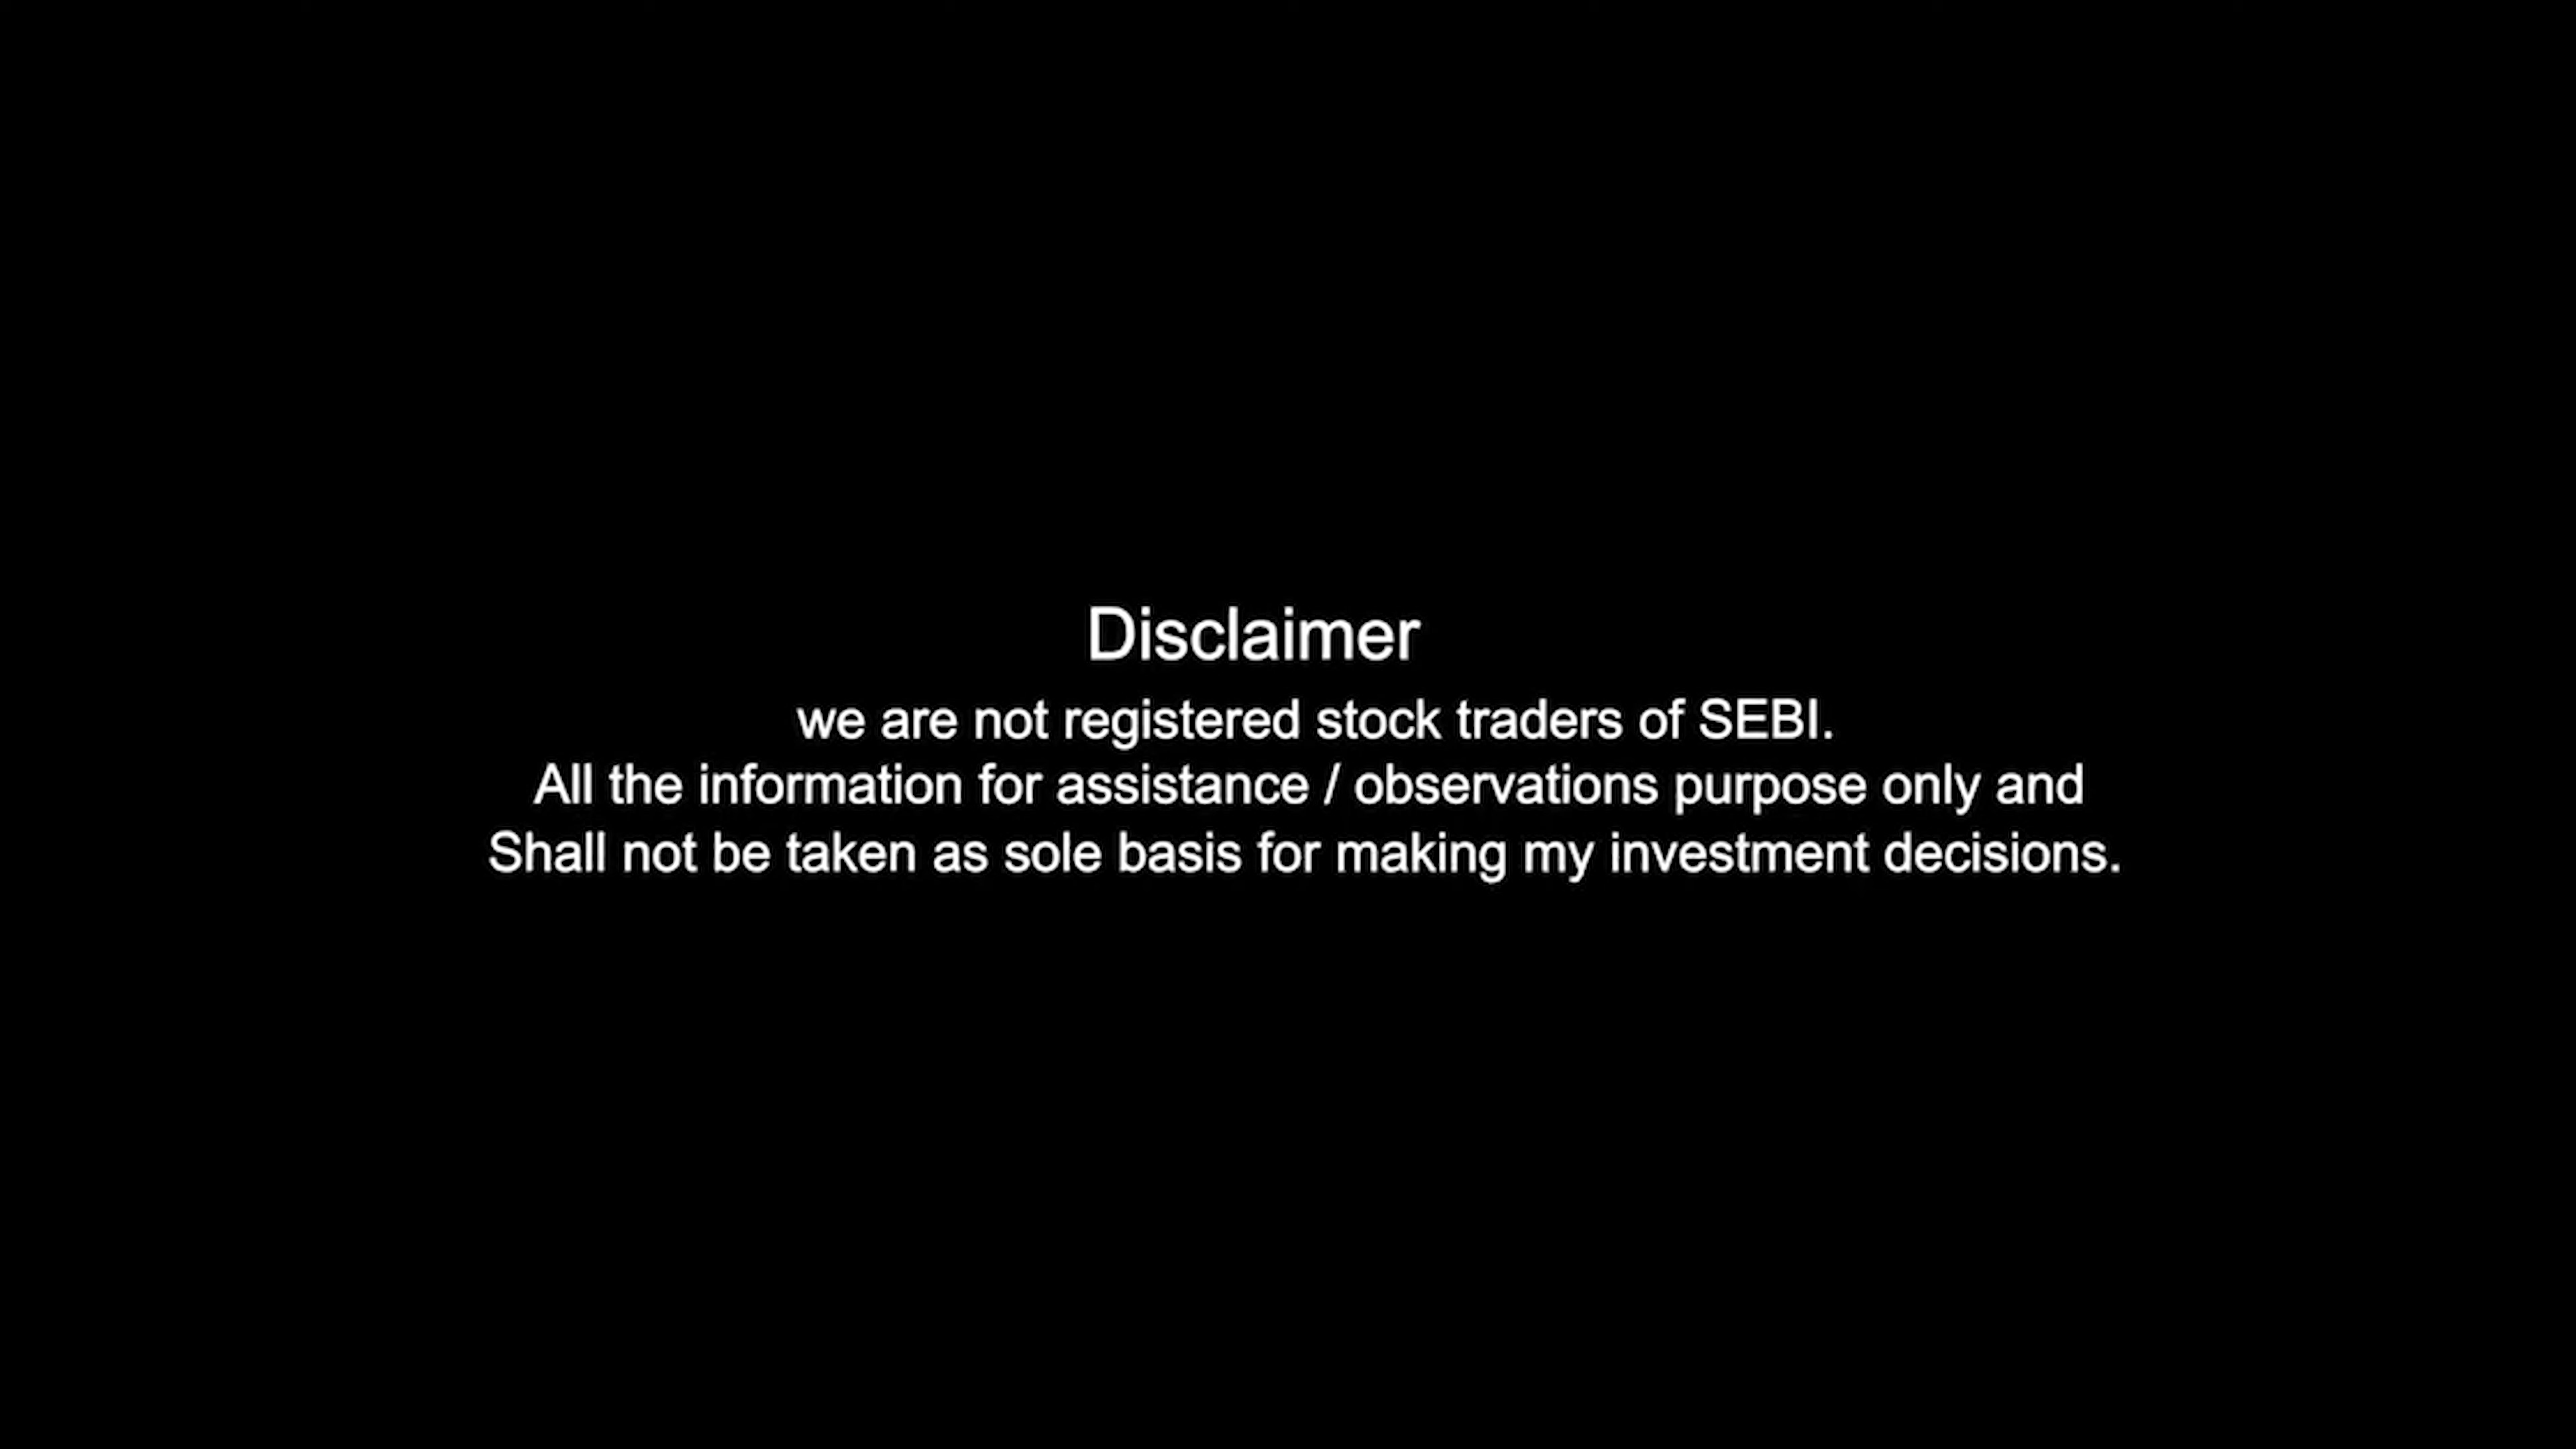 Disclaimer
we are not registered stock traders of SEBI.
All the information for assistance / observations purpose only and
Shall not be taken as sole basis for making my investment decisions.